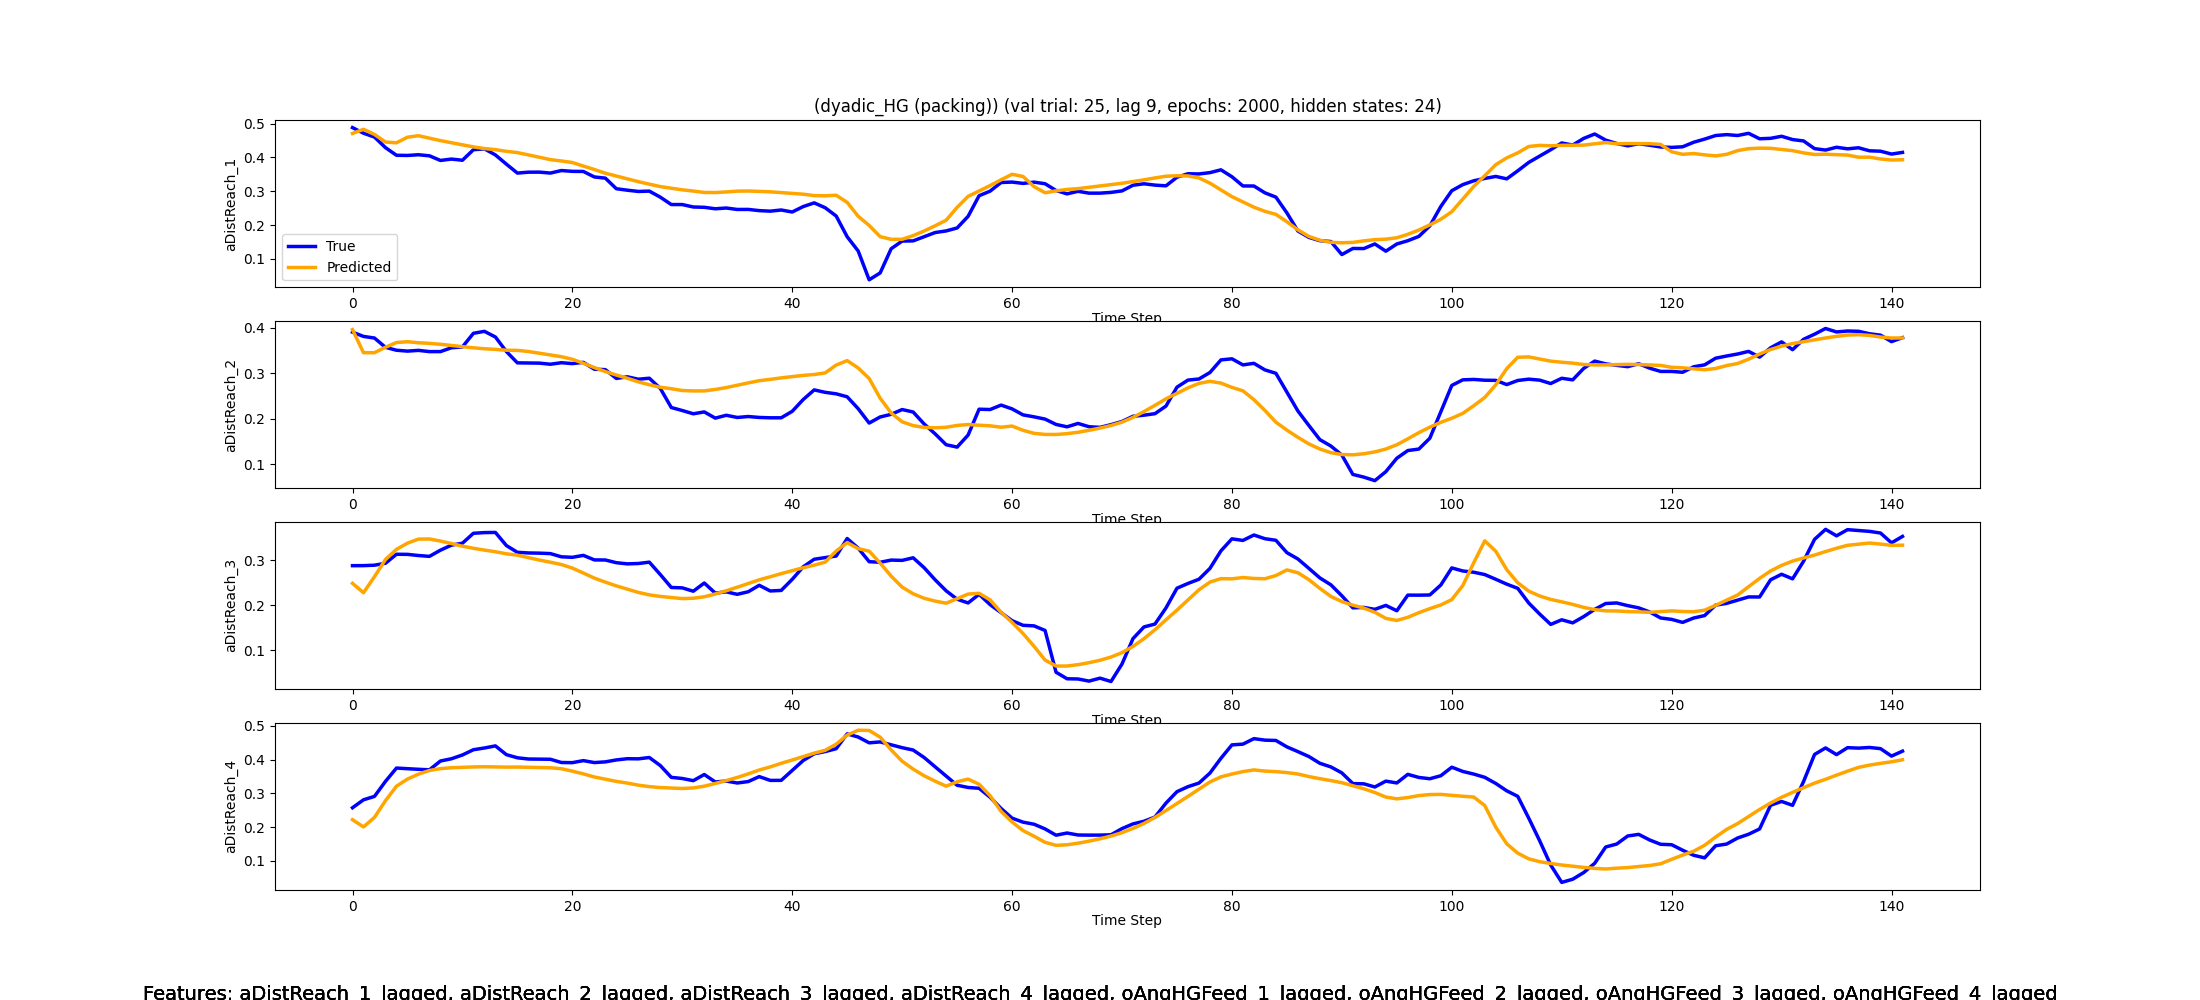 (dyadic_HG (packing)) (val trial: 25, lag 9, epochs: 2000, hidden states: 24)
aDistReach_1
0.5
0.4
0.3
0.2
0.1
True
Predicted
0 20 40 60 80 100 120 140
Time Step
aDistReach_2
0.4
0.3
0.2
0.1
0 20 40 60 80 100 120 140
Time Step
aDistReach_3
0.3
0.2
0.1
0 20 40 60 80 100 120 140
Time Step
aDistReach_4
0.5
0.4
0.3
0.2
0.1
0 20 40 60 80 100 120 140
Time Step
Features: aDistReach_1_lagged, aDistReach_2_lagged, aDistReach_3_lagged, aDistReach_4_lagged, oAngHGFeed_1_lagged, oAngHGFeed_2_lagged, oAngHGFeed_3_lagged, oAngHGFeed_4_lagged